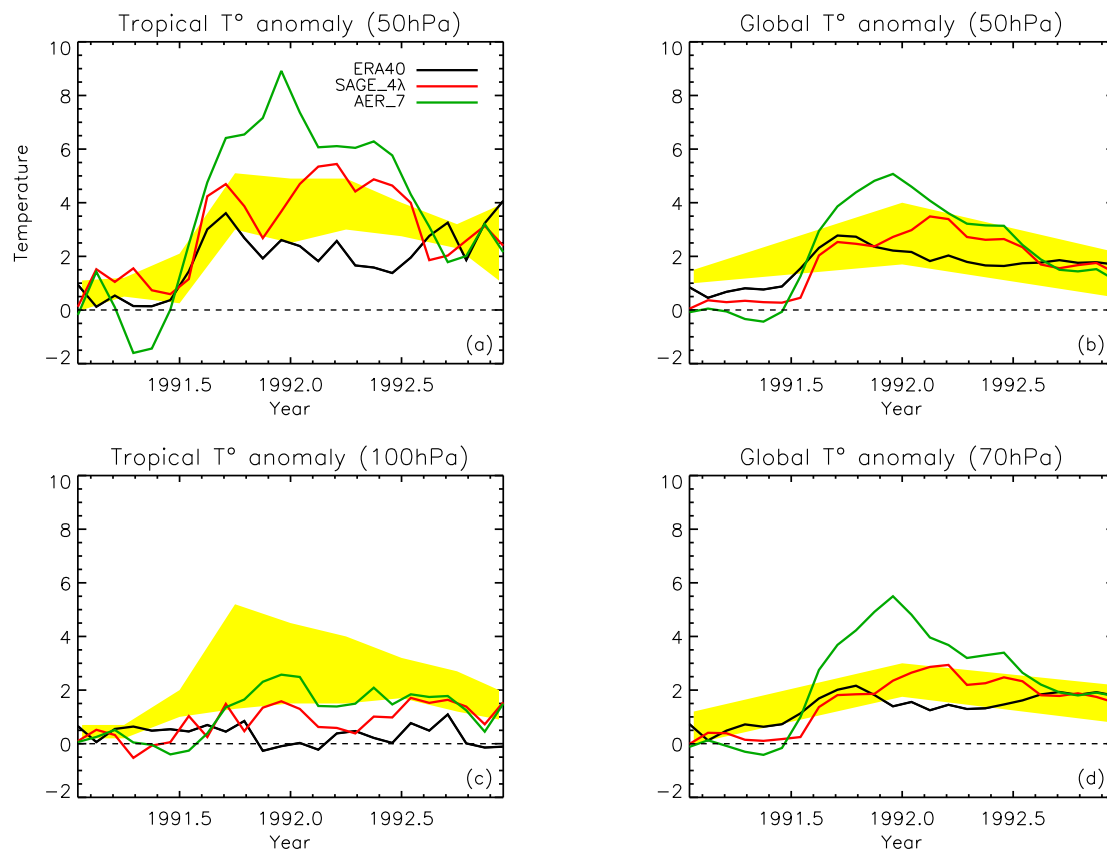 Tropical T° anomaly (50hPa)
10
8
6
4
2
0
-2
Temperature
ERA40
SAGE_4λ
AER_7
(a)
1991.5 1992.0 1992.5
Year
Global T° anomaly (50hPa)
10
8
6
4
2
0
-2
(b)
1991.5 1992.0 1992.5
Year
Tropical T° anomaly (100hPa)
10
8
6
4
2
0
-2
(c)
1991.5 1992.0 1992.5
Year
Global T° anomaly (70hPa)
10
8
6
4
2
0
-2
(d)
1991.5 1992.0 1992.5
Year